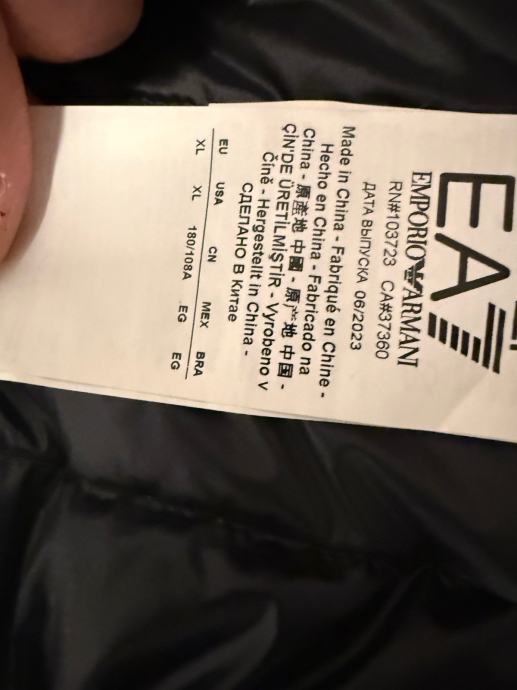 EA7
EMPORIO ARMANI
RN#103723 CA#37360
ДАТА ВЫПУСКА 06/2023
Made in China - Fabriqué en Chine -
Hecho en China - Fabricado na
China - 原産地 中国 - 原产地 中国 -
ÇİN'DE ÜRETİLMİŞTİR - Vyrobeno v
Číně - Hergestellt in China -
СДЕЛАНО В Китае
EU USA CN MEX BRA
XL XL 180/108A EG EG